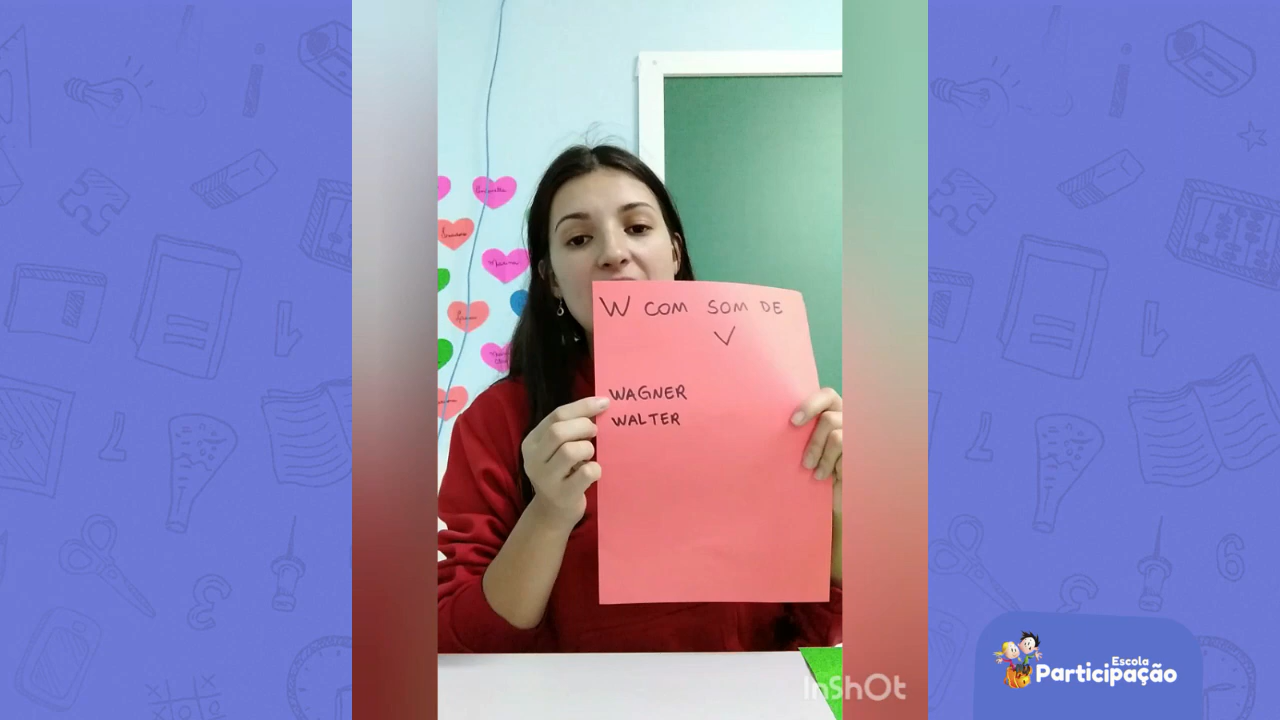 W COM SOM DE
V
WAGNER
WALTER
InShOt
Escola
Participação